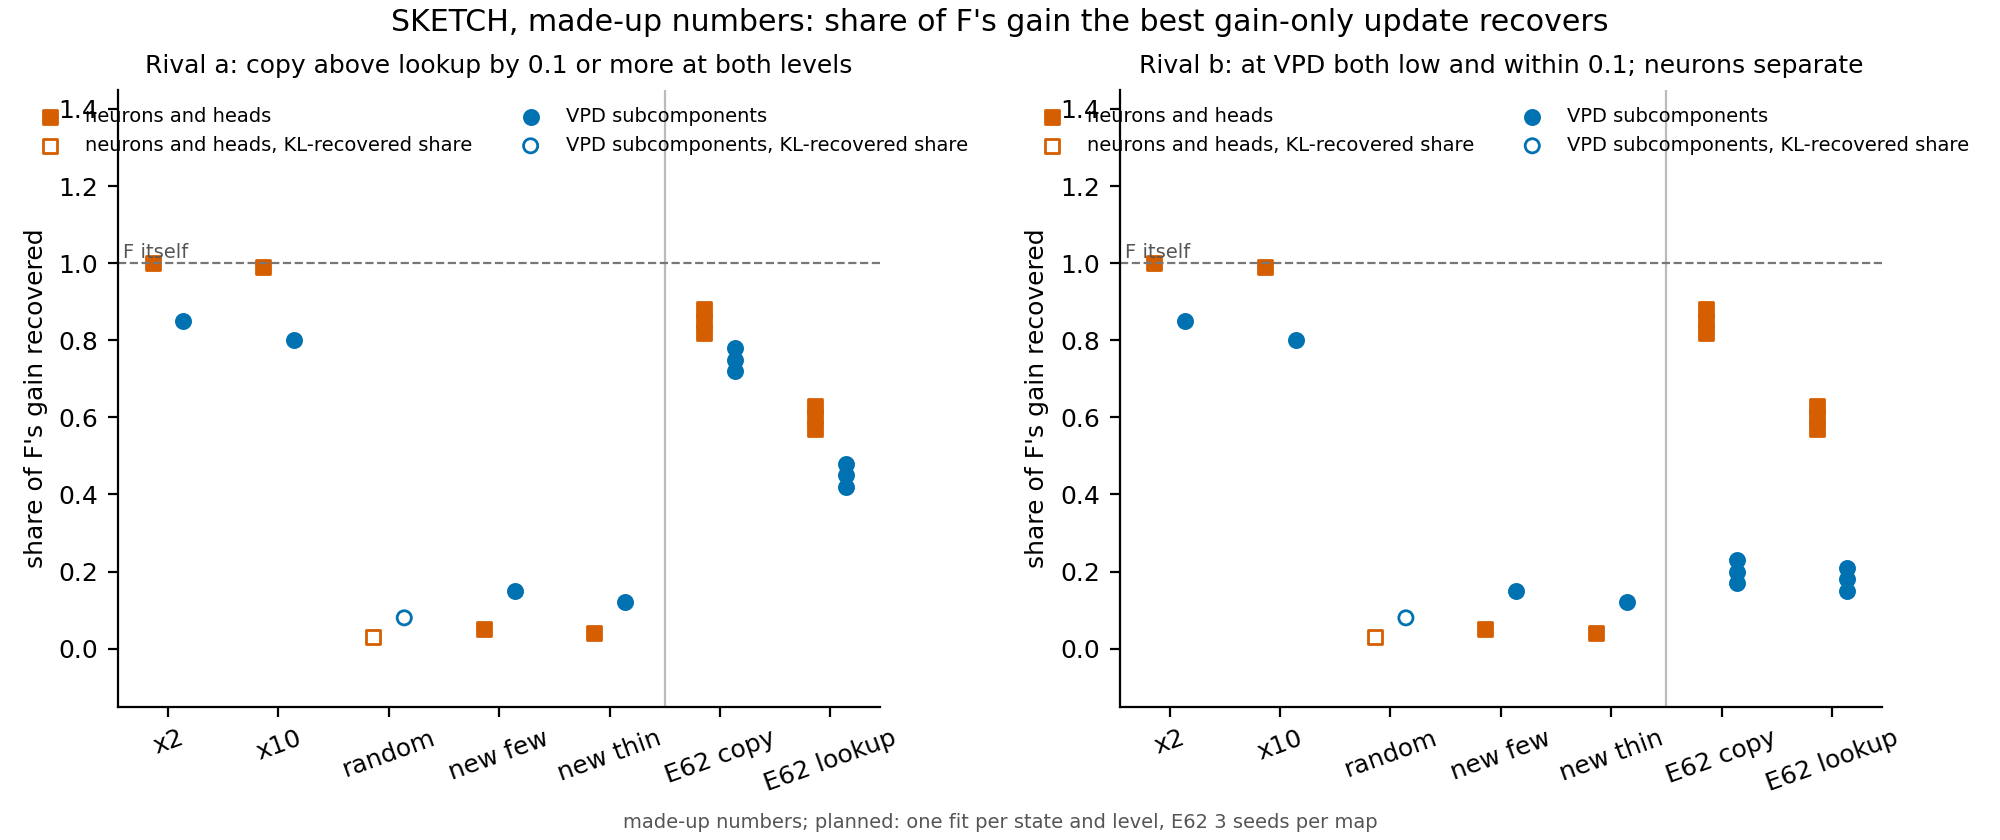 SKETCH, made-up numbers: share of F's gain the best gain-only update recovers
Rival a: copy above lookup by 0.1 or more at both levels
neurons and heads
neurons and heads, KL-recovered share
VPD subcomponents
VPD subcomponents, KL-recovered share
F itself
share of F's gain recovered
1.4
1.2
1.0
0.8
0.6
0.4
0.2
0.0
x2
x10
random
new few
new thin
E62 copy
E62 lookup
Rival b: at VPD both low and within 0.1; neurons separate
neurons and heads
neurons and heads, KL-recovered share
VPD subcomponents
VPD subcomponents, KL-recovered share
F itself
share of F's gain recovered
1.4
1.2
1.0
0.8
0.6
0.4
0.2
0.0
x2
x10
random
new few
new thin
E62 copy
E62 lookup
made-up numbers; planned: one fit per state and level, E62 3 seeds per map